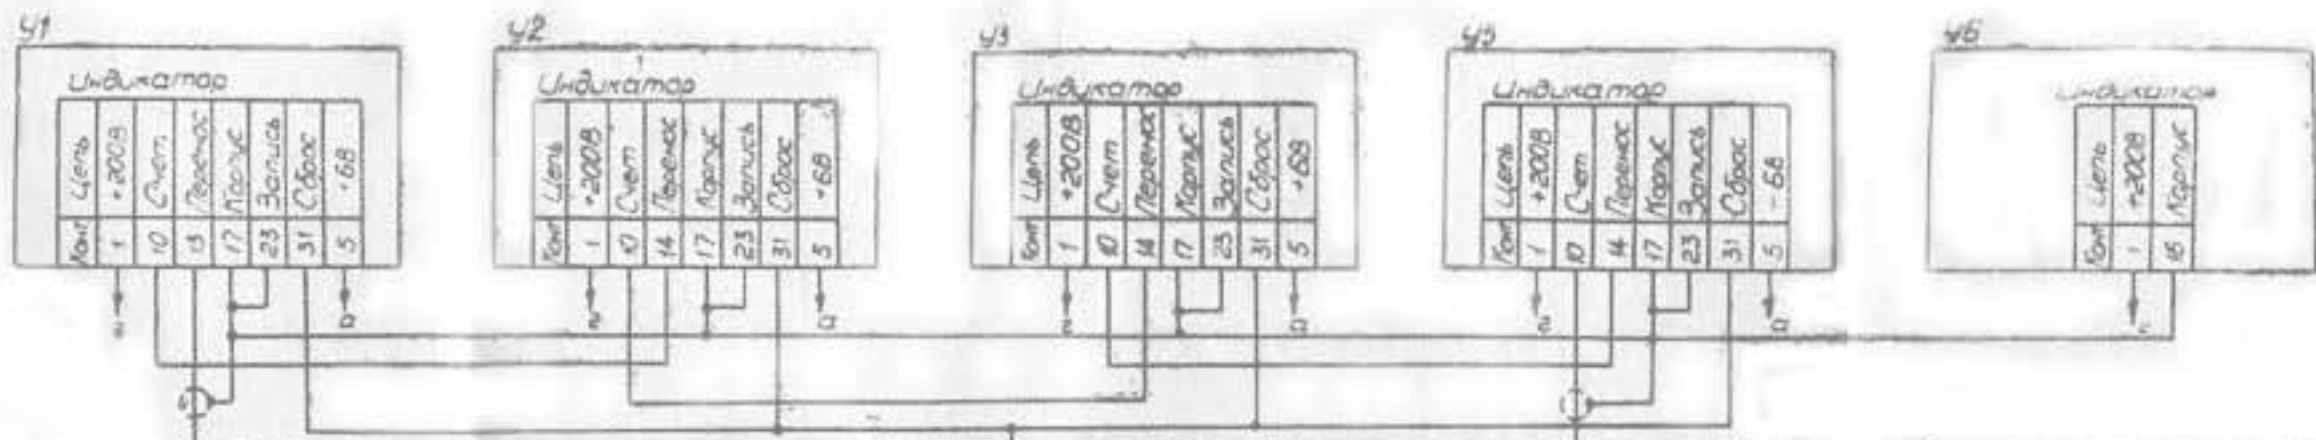 У1
Индикатор
Конт Цепь
1 +200В
10 Счет
13 Перенос
17 Корпус
23 Запись
31 Сброс
5 -6В
г
а
У2
Индикатор
Конт Цепь
1 +200В
10 Счет
14 Перенос
17 Корпус
23 Запись
31 Сброс
5 +6В
г
а
У3
Индикатор
Конт Цепь
1 +200В
10 Счет
14 Перенос
17 Корпус
23 Запись
31 Сброс
5 +6В
г
а
У5
Индикатор
Конт Цепь
1 +200В
10 Счет
14 Перенос
17 Корпус
23 Запись
31 Сброс
5 -6В
г
а
У6
Индикатор
Конт Цепь
1 +200В
Корпус
г